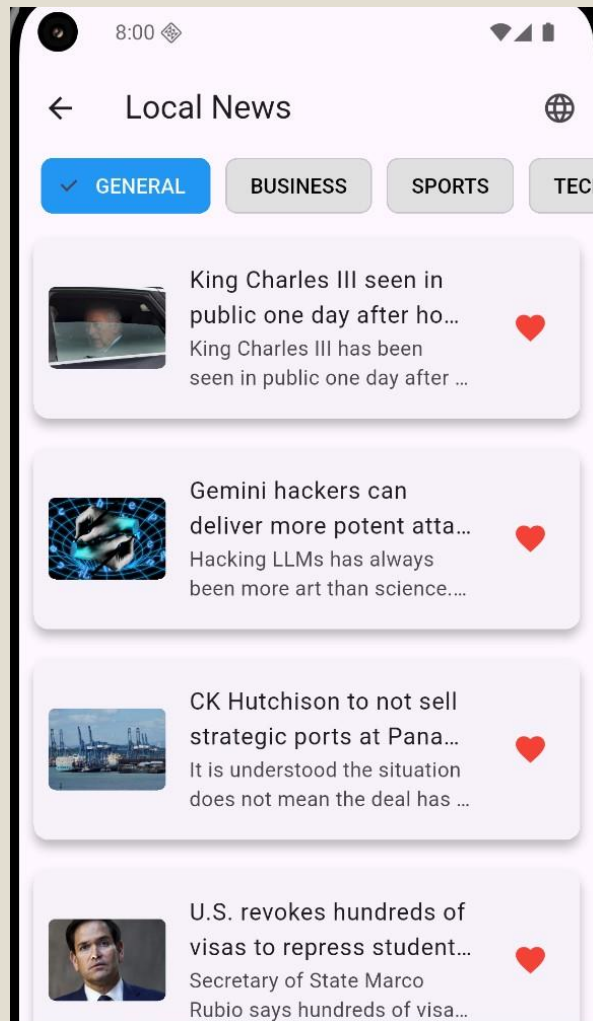 8:00
Local News
GENERAL
BUSINESS
SPORTS
TEC
King Charles III seen in
public one day after ho…
King Charles III has been
seen in public one day after …
Gemini hackers can
deliver more potent atta…
Hacking LLMs has always
been more art than science.…
CK Hutchison to not sell
strategic ports at Pana…
It is understood the situation
does not mean the deal has …
U.S. revokes hundreds of
visas to repress student…
Secretary of State Marco
Rubio says hundreds of visa…